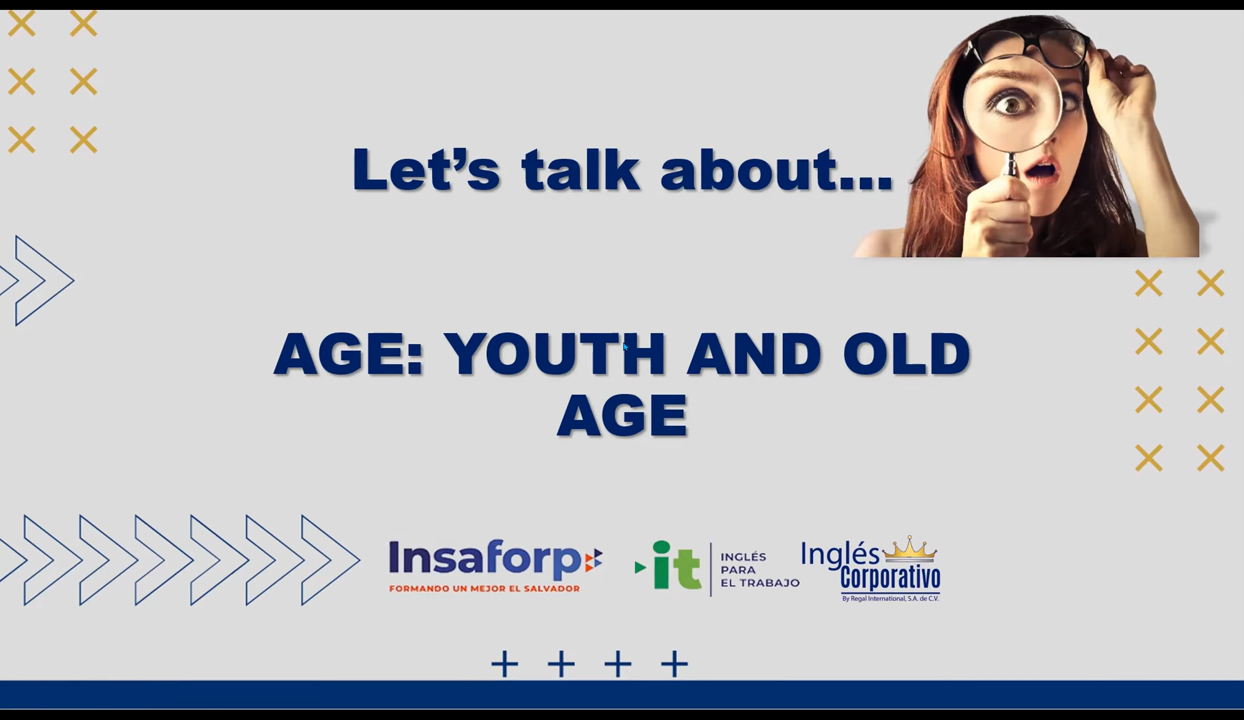 Let’s talk about...
AGE: YOUTH AND OLD
AGE
Insaforp
FORMANDO UN MEJOR EL SALVADOR
it
INGLÉS
PARA
EL TRABAJO
Inglés
Corporativo
By Regal International, S.A. de C.V.